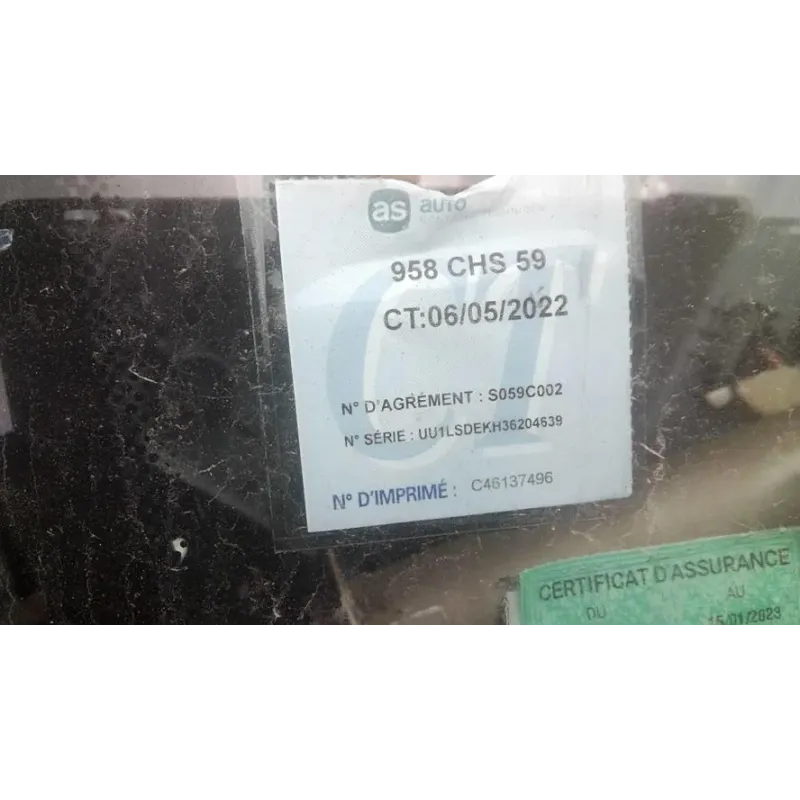 as auto
958 CHS 59
CT:06/05/2022
N° D'AGRÉMENT : S059C002
N° SÉRIE : UU1LSDEKH36204639
N° D'IMPRIMÉ : C46137496
CERTIFICAT D'ASSURANCE
DU AU
15/01/2023